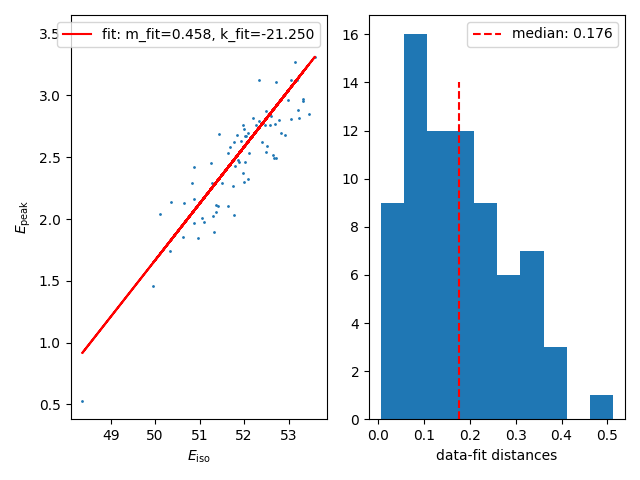 fit: m_fit=0.458, k_fit=-21.250
3.5
3.0
2.5
2.0
1.5
1.0
0.5
E_peak
49 50 51 52 53
E_iso
median: 0.176
16
14
12
10
8
6
4
2
0
0.0 0.1 0.2 0.3 0.4 0.5
data-fit distances